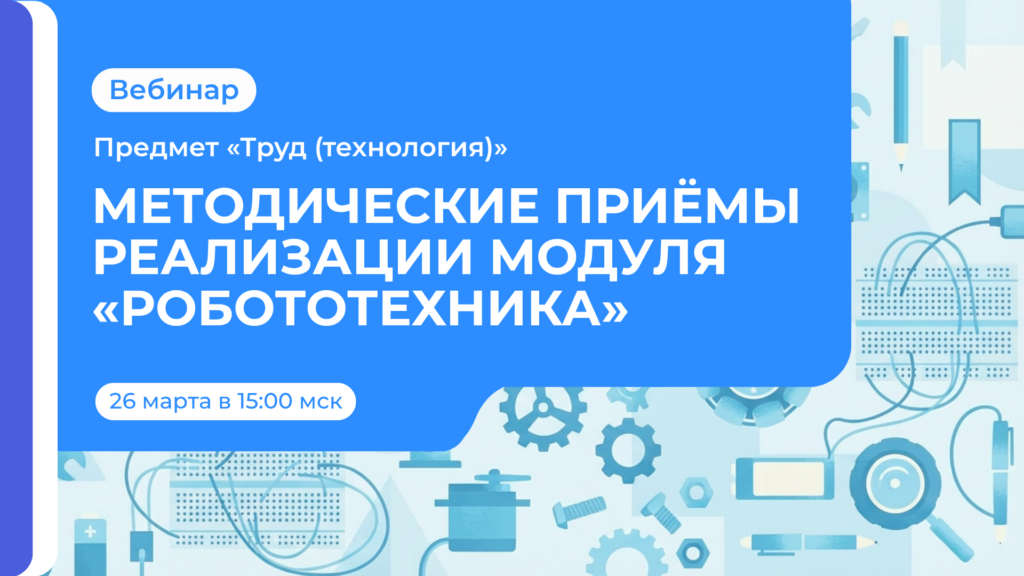 Вебинар
Предмет «Труд (технология)»
МЕТОДИЧЕСКИЕ ПРИЁМЫ
РЕАЛИЗАЦИИ МОДУЛЯ
«РОБОТОТЕХНИКА»
26 марта в 15:00 мск